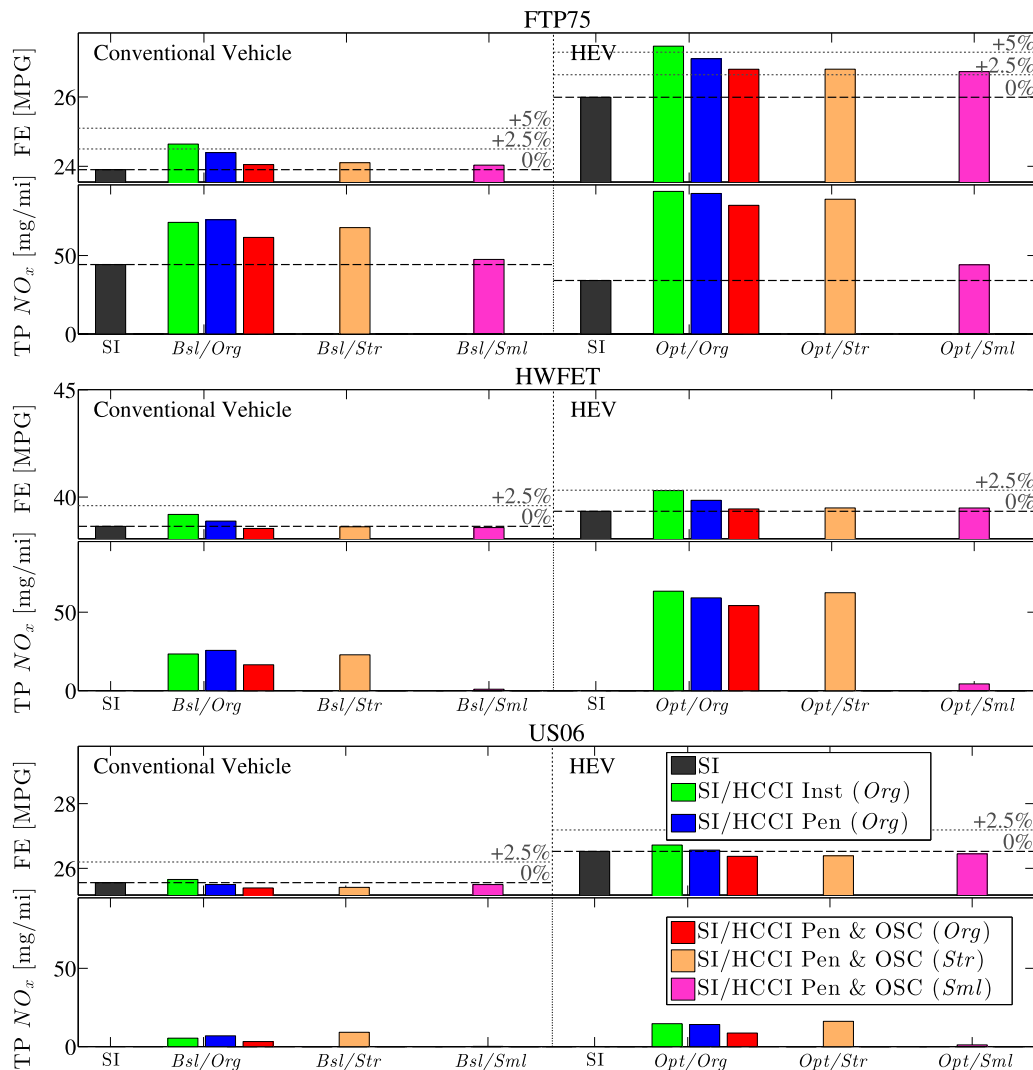 FTP75
Conventional Vehicle
HEV
FE [MPG]
26
24
+5%
+2.5%
0%
+5%
+2.5%
0%
TP NOx [mg/mi]
50
0
SI Bsl/Org Bsl/Str Bsl/Sml SI Opt/Org Opt/Str Opt/Sml
HWFET
Conventional Vehicle
HEV
FE [MPG]
45
40
+2.5%
0%
+2.5%
0%
TP NOx [mg/mi]
50
0
SI Bsl/Org Bsl/Str Bsl/Sml SI Opt/Org Opt/Str Opt/Sml
US06
Conventional Vehicle
HEV
FE [MPG]
28
26
+2.5%
0%
+2.5%
0%
SI
SI/HCCI Inst (Org)
SI/HCCI Pen (Org)
TP NOx [mg/mi]
50
0
SI/HCCI Pen & OSC (Org)
SI/HCCI Pen & OSC (Str)
SI/HCCI Pen & OSC (Sml)
SI Bsl/Org Bsl/Str Bsl/Sml SI Opt/Org Opt/Str Opt/Sml